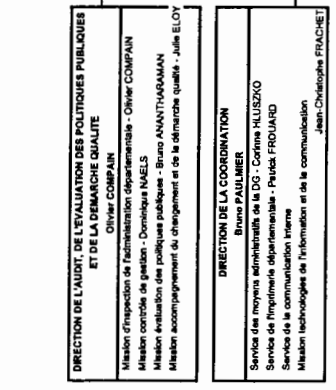 DIRECTION DE L'AUDIT, DE L'EVALUATION DES POLITIQUES PUBLIQUES
ET DE LA DEMARCHE QUALITE
Olivier COMPAIN
Mission d'inspection de l'administration départementale - Olivier COMPAIN
Mission contrôle de gestion - Dominique NAELS
Mission évaluation des politiques publiques - Bruno ANANTHARAMAN
Mission accompagnement du changement et de la démarche qualité - Julie ELOY
DIRECTION DE LA COORDINATION
Bruno PAULMIER
Service des moyens administratifs de la DG - Corinne HLUSZKO
Service de l'imprimerie départementale - Patrick FROUARD
Service de la communication interne
Mission technologies de l'information et de la communication
Jean-Christophe FRACHET